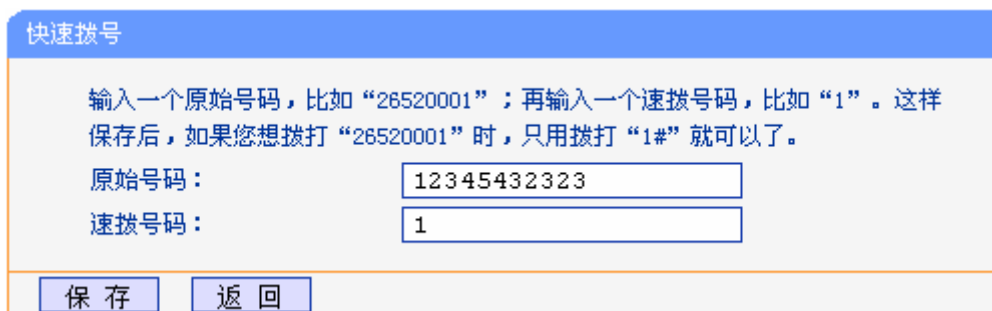 快速拨号
输入一个原始号码，比如“26520001”；再输入一个速拨号码，比如“1”。这样
保存后，如果您想拨打“26520001”时，只用拨打“1#”就可以了。
原始号码： 12345432323
速拨号码： 1
保 存 返 回